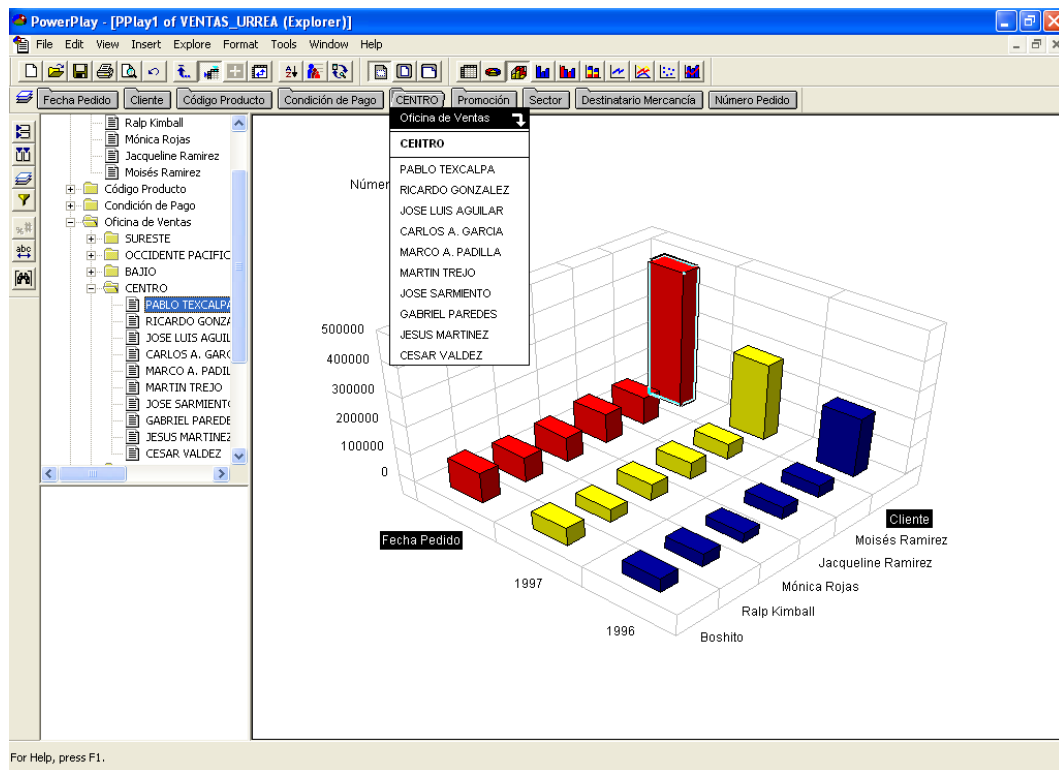 PowerPlay - [PPlay1 of VENTAS_URREA (Explorer)]
File Edit View Insert Explore Format Tools Window Help
Fecha Pedido Cliente Código Producto Condición de Pago CENTRO Promoción Sector Destinatario Mercancía Número Pedido
Ralp Kimball
Mónica Rojas
Jacqueline Ramirez
Moisés Ramirez
Código Producto
Condición de Pago
Oficina de Ventas
SURESTE
OCCIDENTE PACIFIC
BAJIO
CENTRO
PABLO TEXCALPA
RICARDO GONZA
JOSE LUIS AGUIL
CARLOS A. GARC
MARCO A. PADIL
MARTIN TREJO
JOSE SARMIENTO
GABRIEL PAREDE
JESUS MARTINEZ
CESAR VALDEZ
Oficina de Ventas
CENTRO
PABLO TEXCALPA
RICARDO GONZALEZ
JOSE LUIS AGUILAR
CARLOS A. GARCIA
MARCO A. PADILLA
MARTIN TREJO
JOSE SARMIENTO
GABRIEL PAREDES
JESUS MARTINEZ
CESAR VALDEZ
Númer
500000
400000
300000
200000
100000
0
Fecha Pedido
1997
1996
Cliente
Moisés Ramirez
Jacqueline Ramirez
Mónica Rojas
Ralp Kimball
Boshito
For Help, press F1.